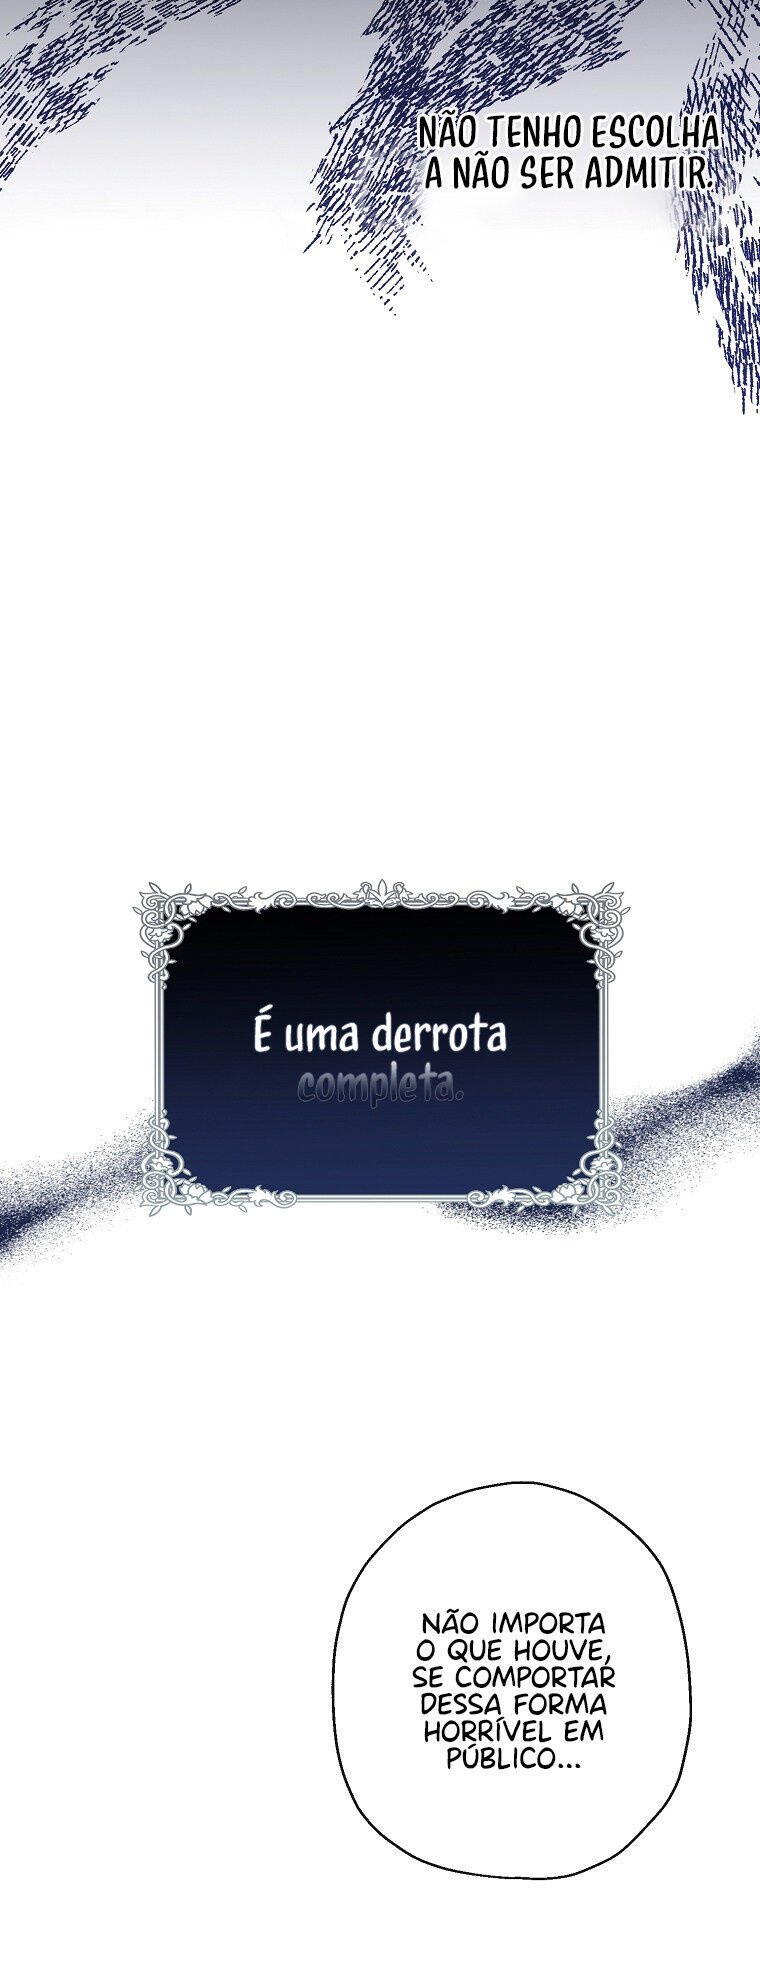 NÃO TENHO ESCOLHA
A NÃO SER ADMITIR.
É uma derrota
completa.
NÃO IMPORTA
O QUE HOUVE,
SE COMPORTAR
DESSA FORMA
HORRÍVEL EM
PÚBLICO...